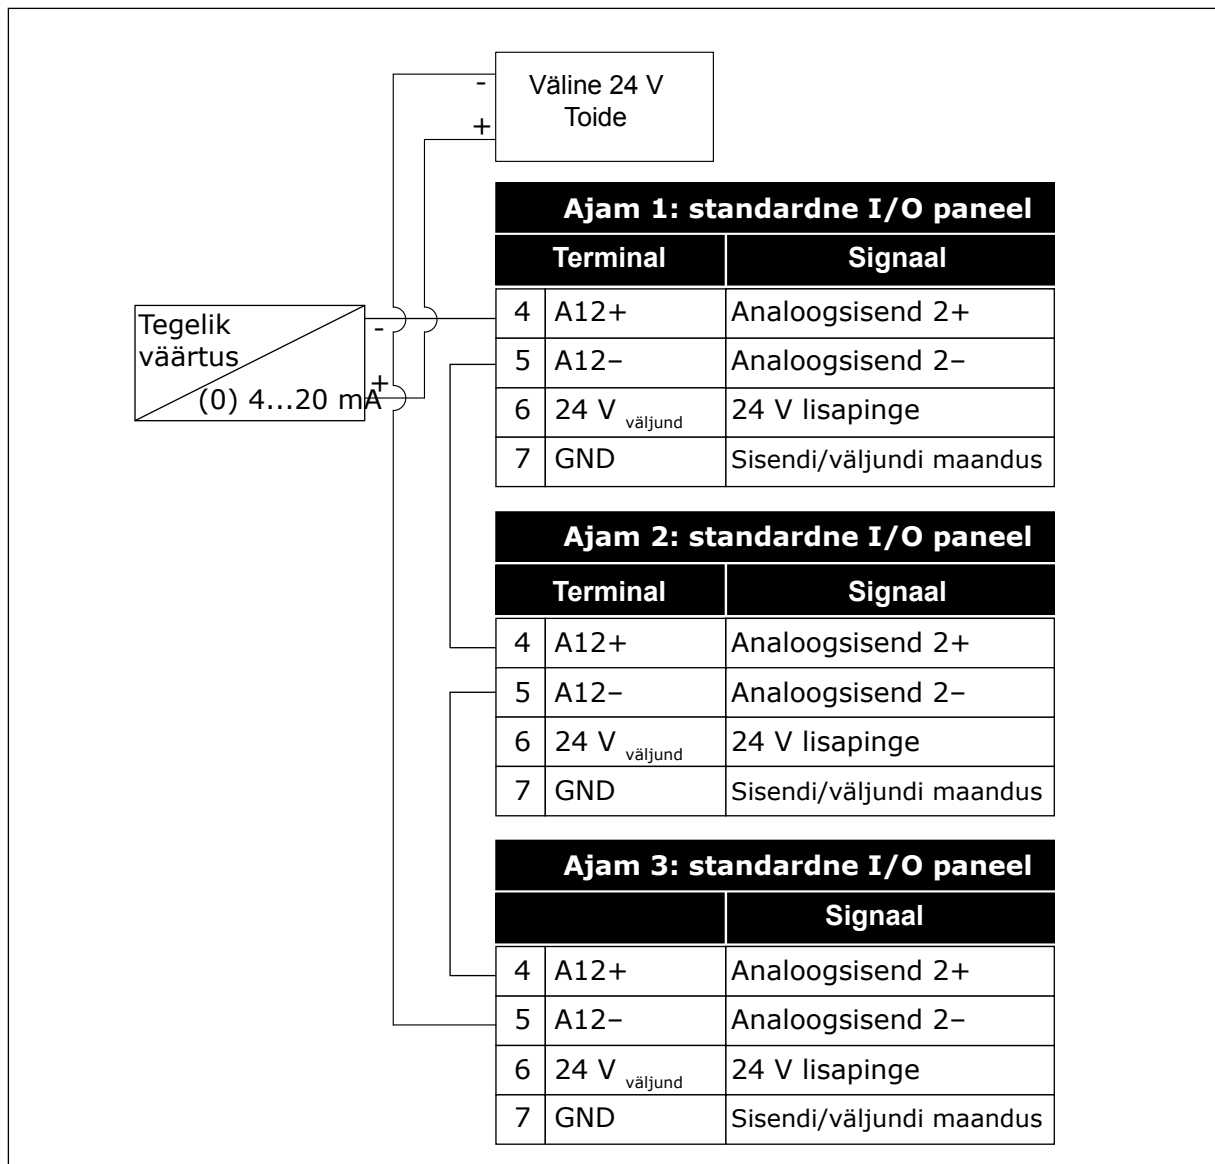 -
Väline 24 V
Toide
+
Ajam 1: standardne I/O paneel
Terminal Signaal
4 A12+ Analoogsisend 2+
5 A12– Analoogsisend 2–
6 24 V väljund 24 V lisapinge
7 GND Sisendi/väljundi maandus
Tegelik
väärtus
-
+
(0) 4...20 mA
Ajam 2: standardne I/O paneel
Terminal Signaal
4 A12+ Analoogsisend 2+
5 A12– Analoogsisend 2–
6 24 V väljund 24 V lisapinge
7 GND Sisendi/väljundi maandus
Ajam 3: standardne I/O paneel
Signaal
4 A12+ Analoogsisend 2+
5 A12– Analoogsisend 2–
6 24 V väljund 24 V lisapinge
7 GND Sisendi/väljundi maandus